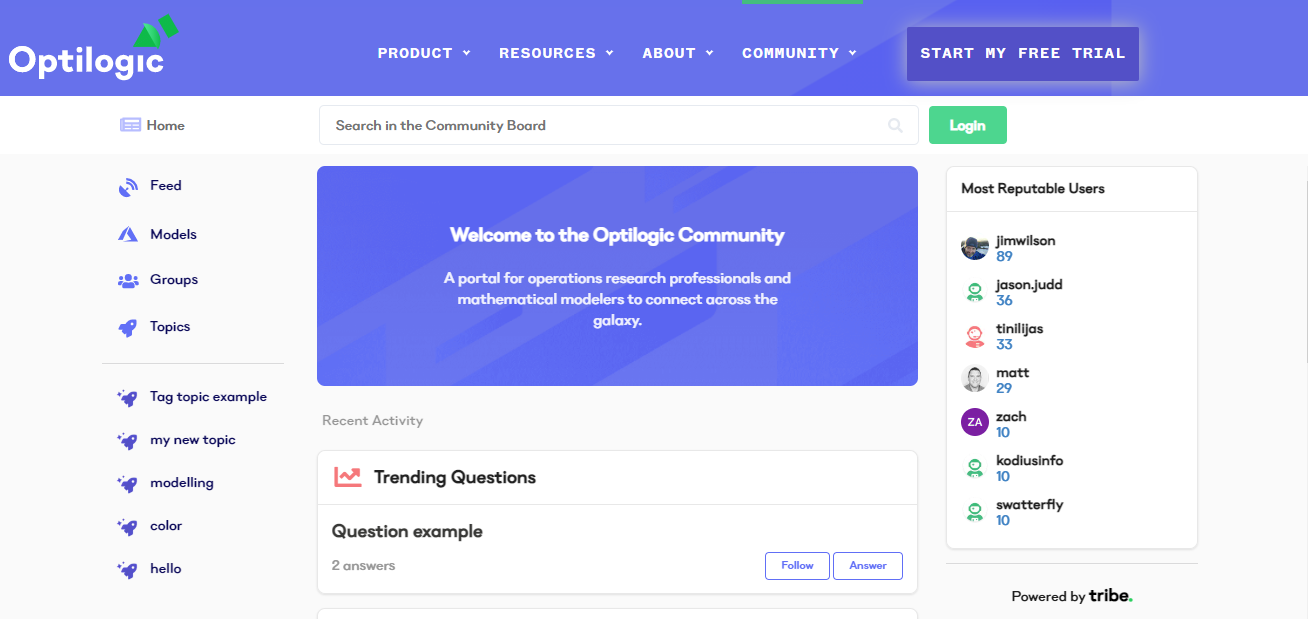 Optilogic
PRODUCT
RESOURCES
ABOUT
COMMUNITY
START MY FREE TRIAL
Home
Search in the Community Board
Login
Feed
Models
Groups
Topics
Tag topic example
my new topic
modelling
color
hello
Welcome to the Optilogic Community
A portal for operations research professionals and
mathematical modelers to connect across the
galaxy.
Recent Activity
Trending Questions
Question example
2 answers
Follow
Answer
Most Reputable Users
jimwilson
89
jason.judd
36
tinilijas
33
matt
29
ZA
zach
10
kodiusinfo
10
swatterfly
10
Powered by tribe.